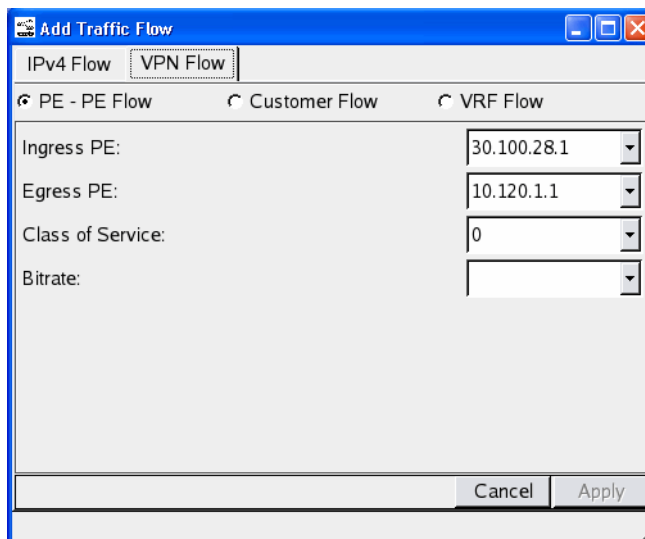 Add Traffic Flow
IPv4 Flow VPN Flow
PE - PE Flow Customer Flow VRF Flow
Ingress PE: 30.100.28.1
Egress PE: 10.120.1.1
Class of Service: 0
Bitrate:
Cancel Apply